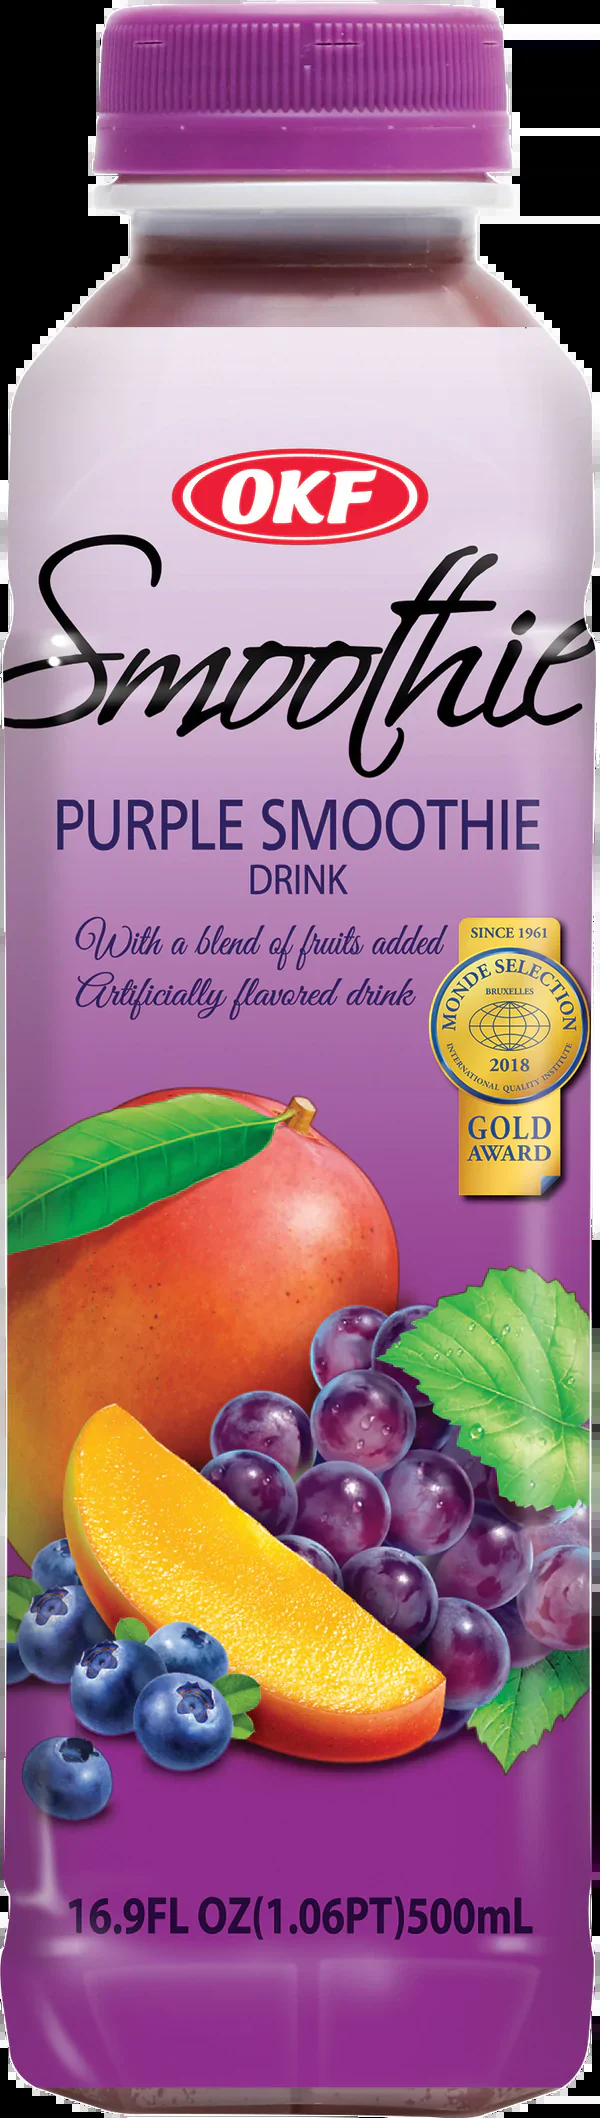 OKF
Smoothie
PURPLE SMOOTHIE
DRINK
With a blend of fruits added
Artificially flavored drink
SINCE 1961
MONDE SELECTION
BRUXELLES
2018
INTERNATIONAL QUALITY INSTITUTE
GOLD
AWARD
16.9FL OZ(1.06PT)500mL